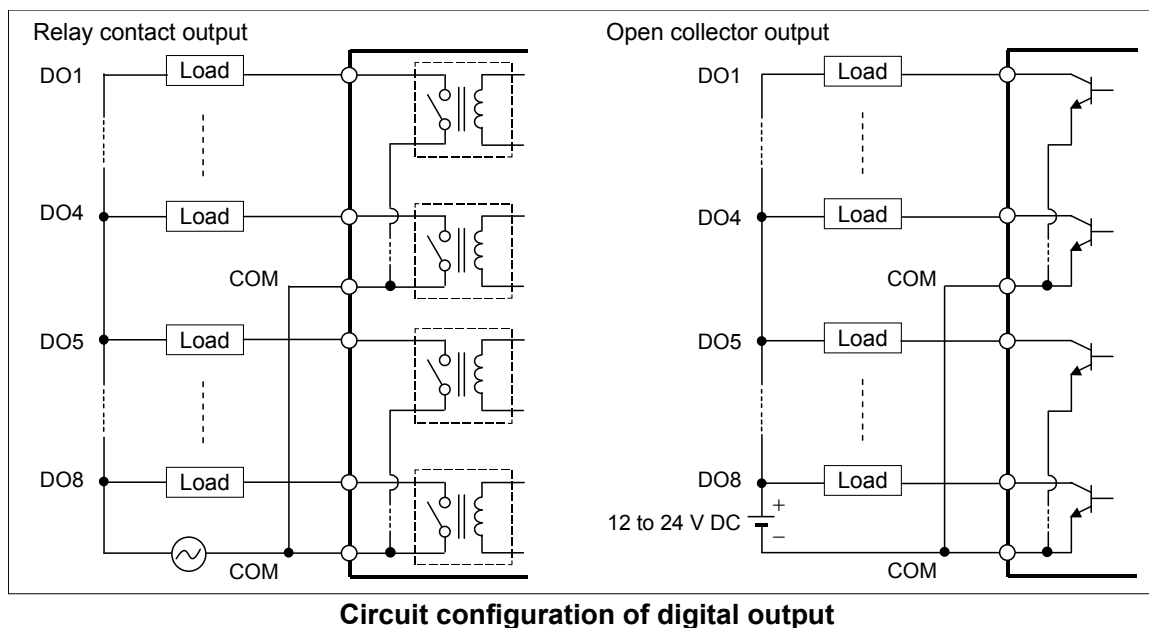 Relay contact output
DO1
Load
DO4
Load
COM
DO5
Load
DO8
Load
COM
Open collector output
DO1
Load
DO4
Load
COM
DO5
Load
DO8
Load
+
12 to 24 V DC
−
COM
Circuit configuration of digital output